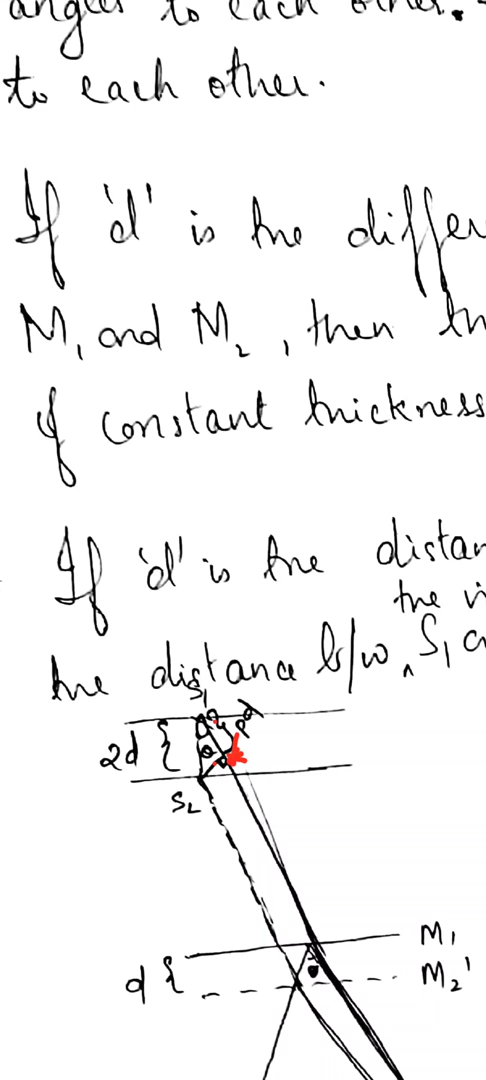 angles to each other.
to each other.
If 'd' is the differ
M₁ and M₂, then th
of constant thickness
If 'd' is the distan
the vi
the distance b/w ‸ S₁ a
S₁
2d {
S₂
M₁
d {
M₂'